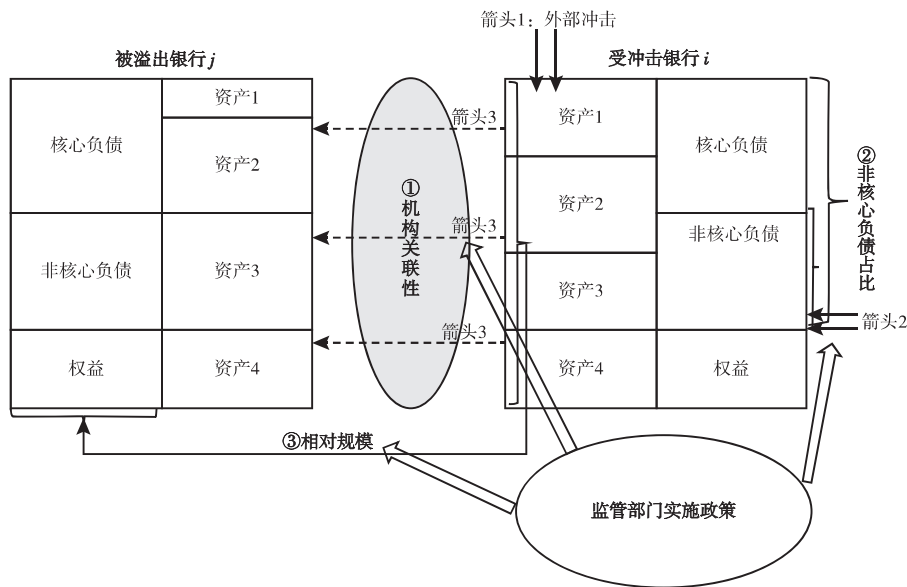 箭头1：外部冲击
被溢出银行j
受冲击银行i
核心负债
非核心负债
权益
资产1
资产2
资产3
资产4
①机构关联性
箭头3
箭头3
箭头3
资产1
资产2
资产3
资产4
核心负债
非核心负债
权益
②非核心负债占比
箭头2
③相对规模
监管部门实施政策